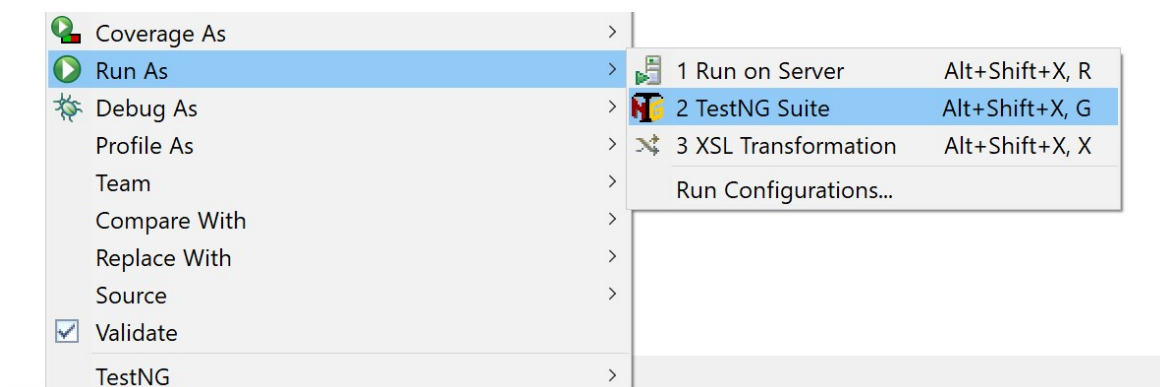 Coverage As
Run As
Debug As
Profile As
Team
Compare With
Replace With
Source
Validate
TestNG
1 Run on Server Alt+Shift+X, R
2 TestNG Suite Alt+Shift+X, G
3 XSL Transformation Alt+Shift+X, X
Run Configurations...